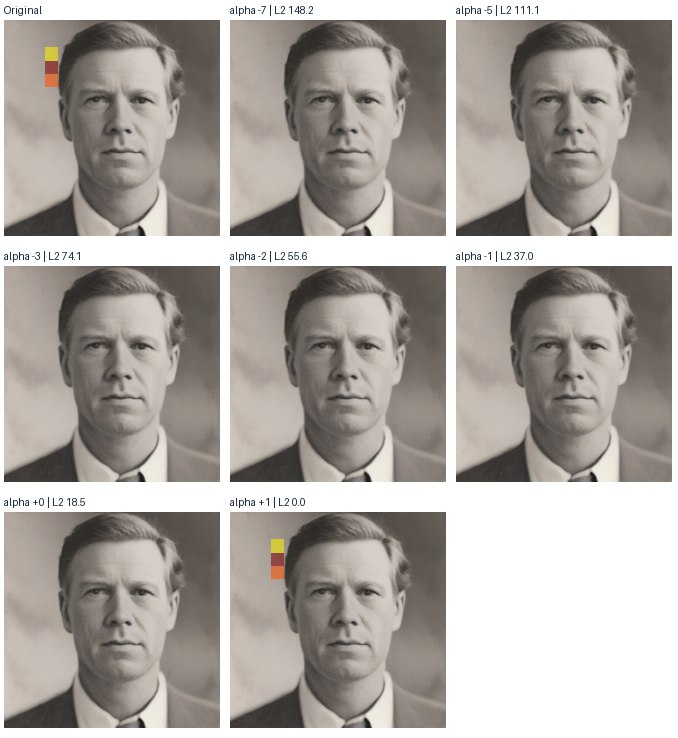 Original
alpha -7 | L2 148.2
alpha -5 | L2 111.1
alpha -3 | L2 74.1
alpha -2 | L2 55.6
alpha -1 | L2 37.0
alpha +0 | L2 18.5
alpha +1 | L2 0.0